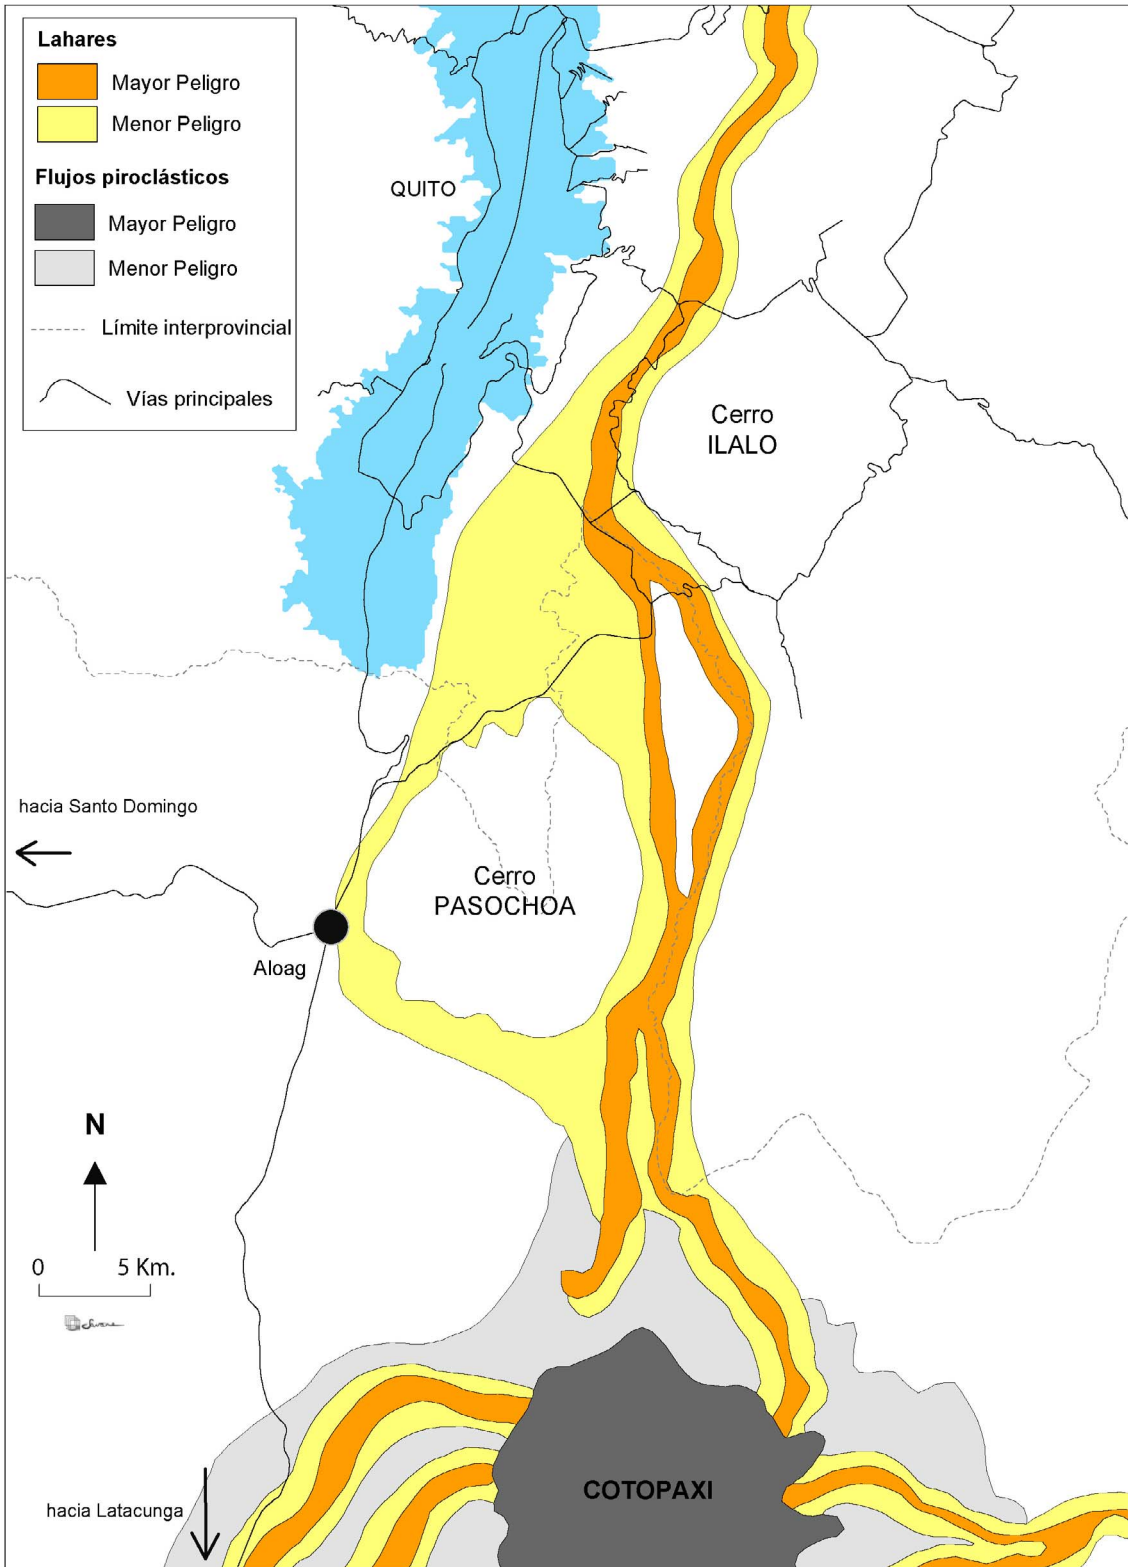 Lahares
Mayor Peligro
Menor Peligro
Flujos piroclásticos
Mayor Peligro
Menor Peligro
Límite interprovincial
Vías principales
QUITO
Cerro
ILALO
hacia Santo Domingo
Cerro
PASOCHOA
Aloag
N
0 5 Km.
hacia Latacunga
COTOPAXI